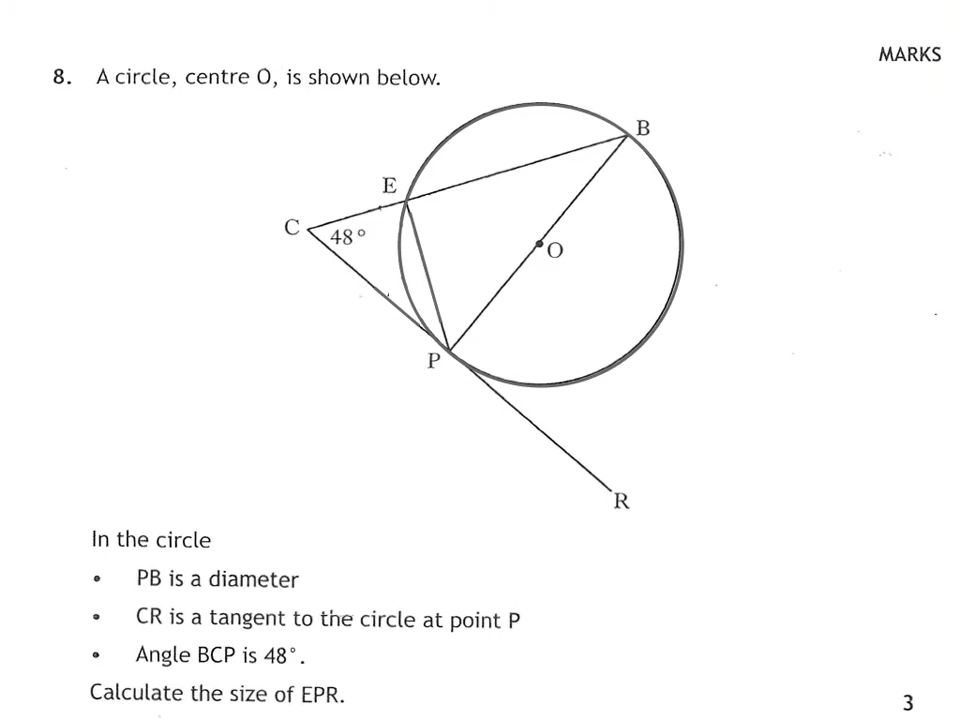 MARKS
8. A circle, centre O, is shown below.
B
E
C
48°
O
P
R
In the circle
• PB is a diameter
• CR is a tangent to the circle at point P
• Angle BCP is 48°.
Calculate the size of EPR.
3